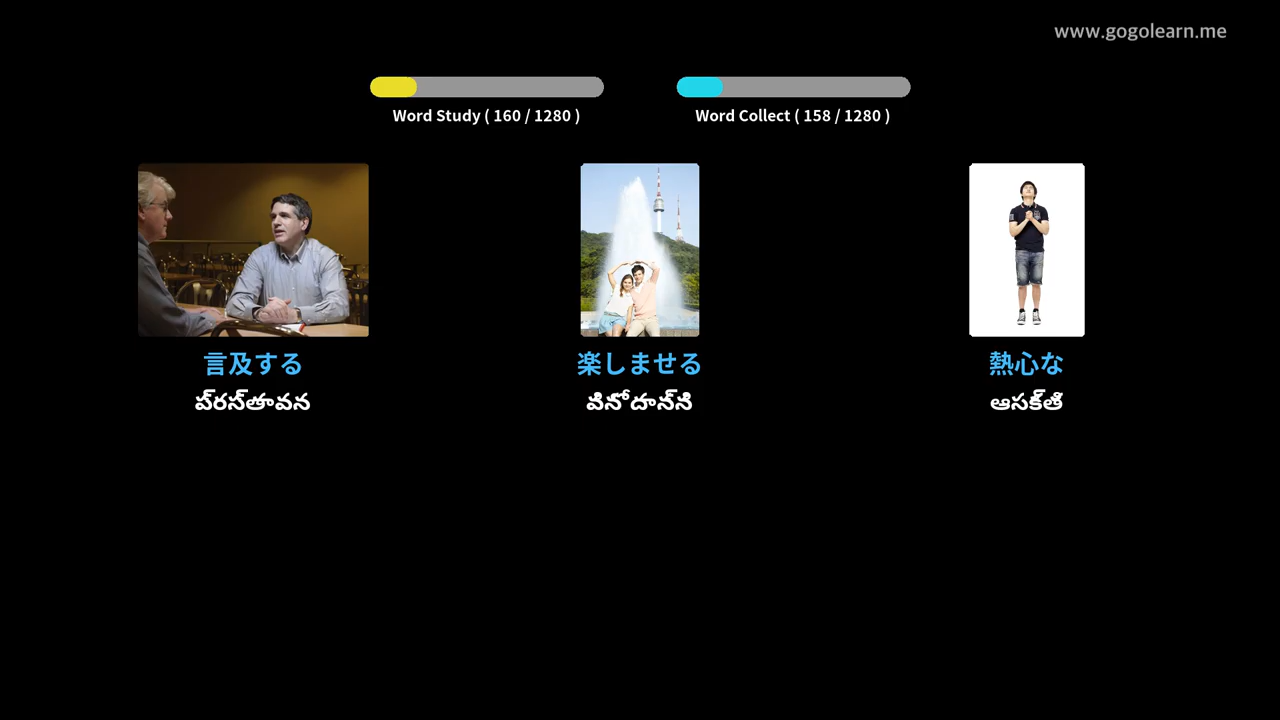 www.gogolearn.me
Word Study ( 160 / 1280 )
Word Collect ( 158 / 1280 )
言及する
楽しませる
熱心な
ప్రస్తావన
వినోదాన్ని
ఆసక్తి